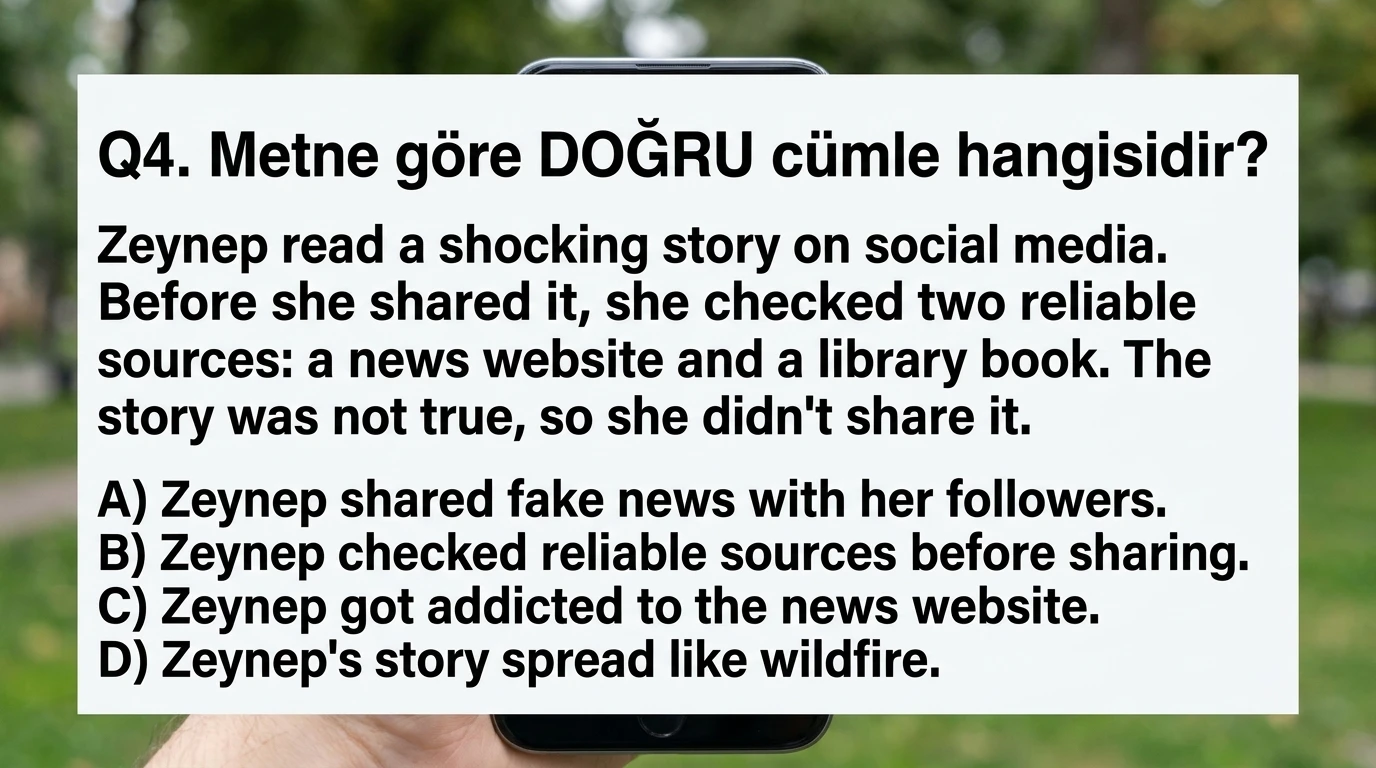 Q4. Metne göre DOĞRU cümle hangisidir?
Zeynep read a shocking story on social media.
Before she shared it, she checked two reliable
sources: a news website and a library book. The
story was not true, so she didn't share it.
A) Zeynep shared fake news with her followers.
B) Zeynep checked reliable sources before sharing.
C) Zeynep got addicted to the news website.
D) Zeynep's story spread like wildfire.